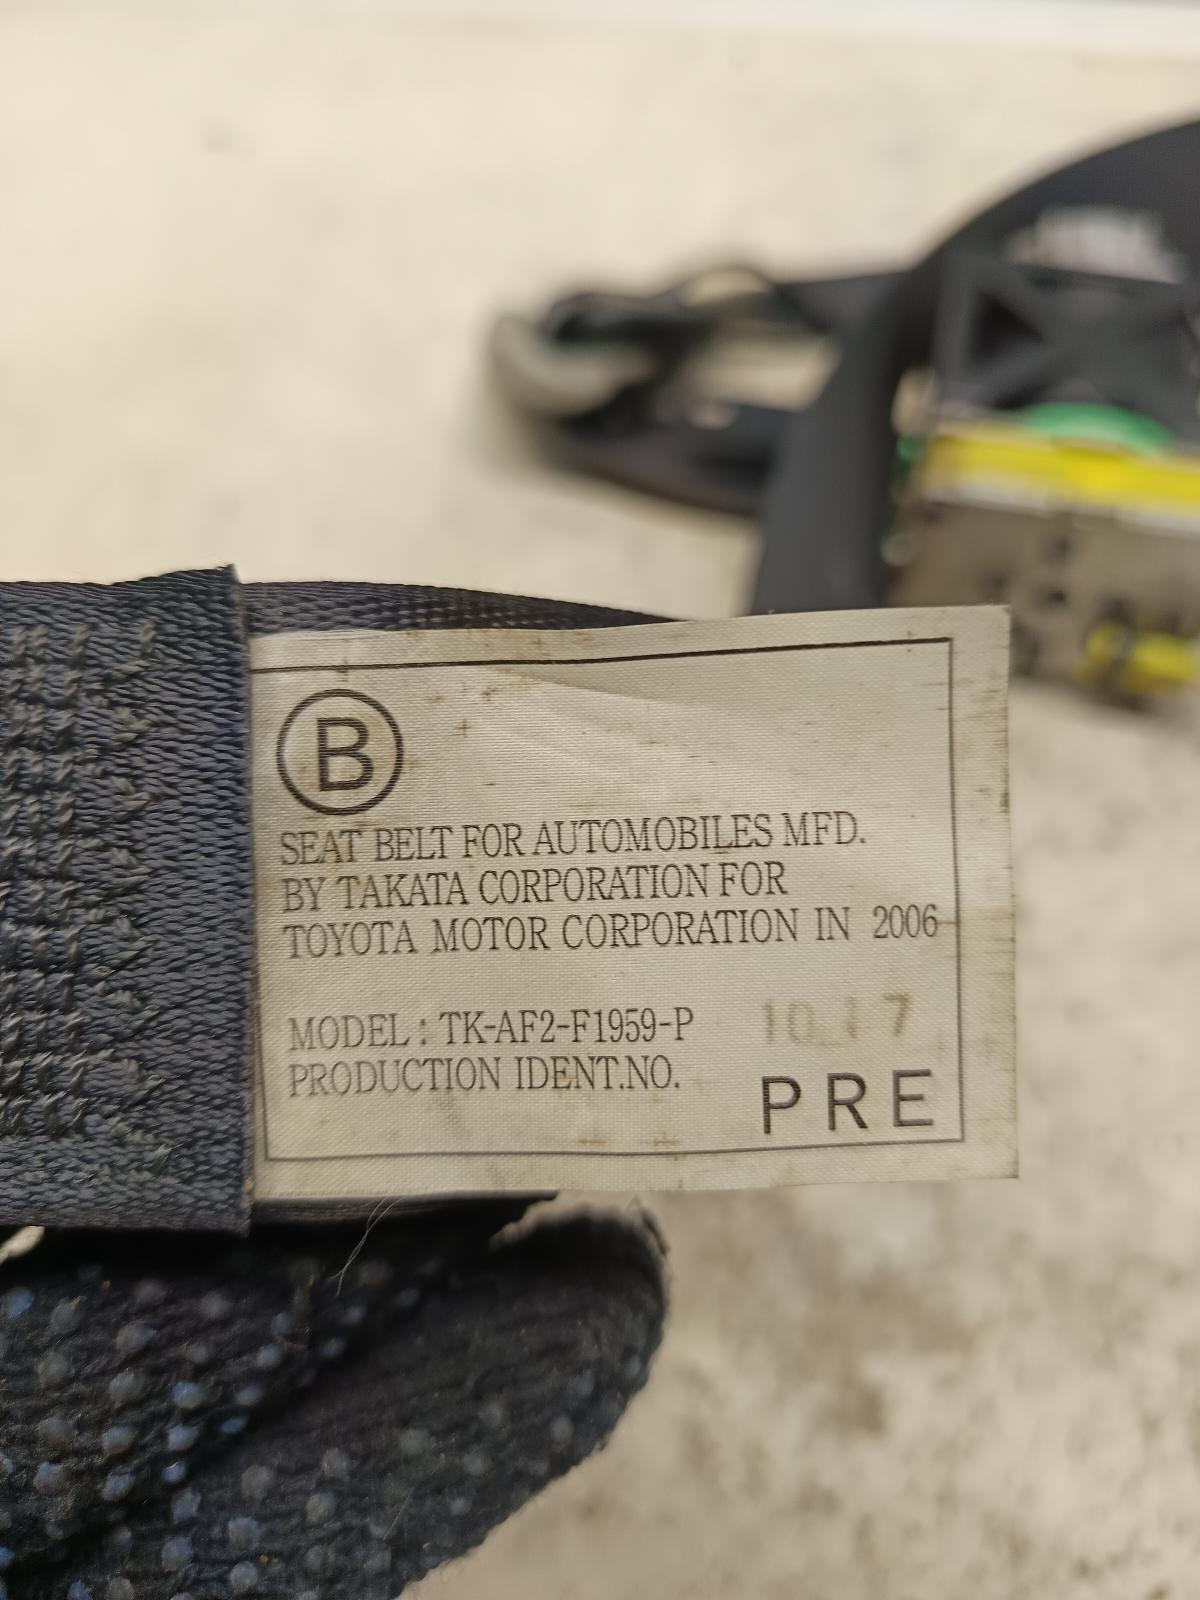 B
SEAT BELT FOR AUTOMOBILES MFD.
BY TAKATA CORPORATION FOR
TOYOTA MOTOR CORPORATION IN 2006
MODEL : TK-AF2-F1959-P
PRODUCTION IDENT.NO.
PRE